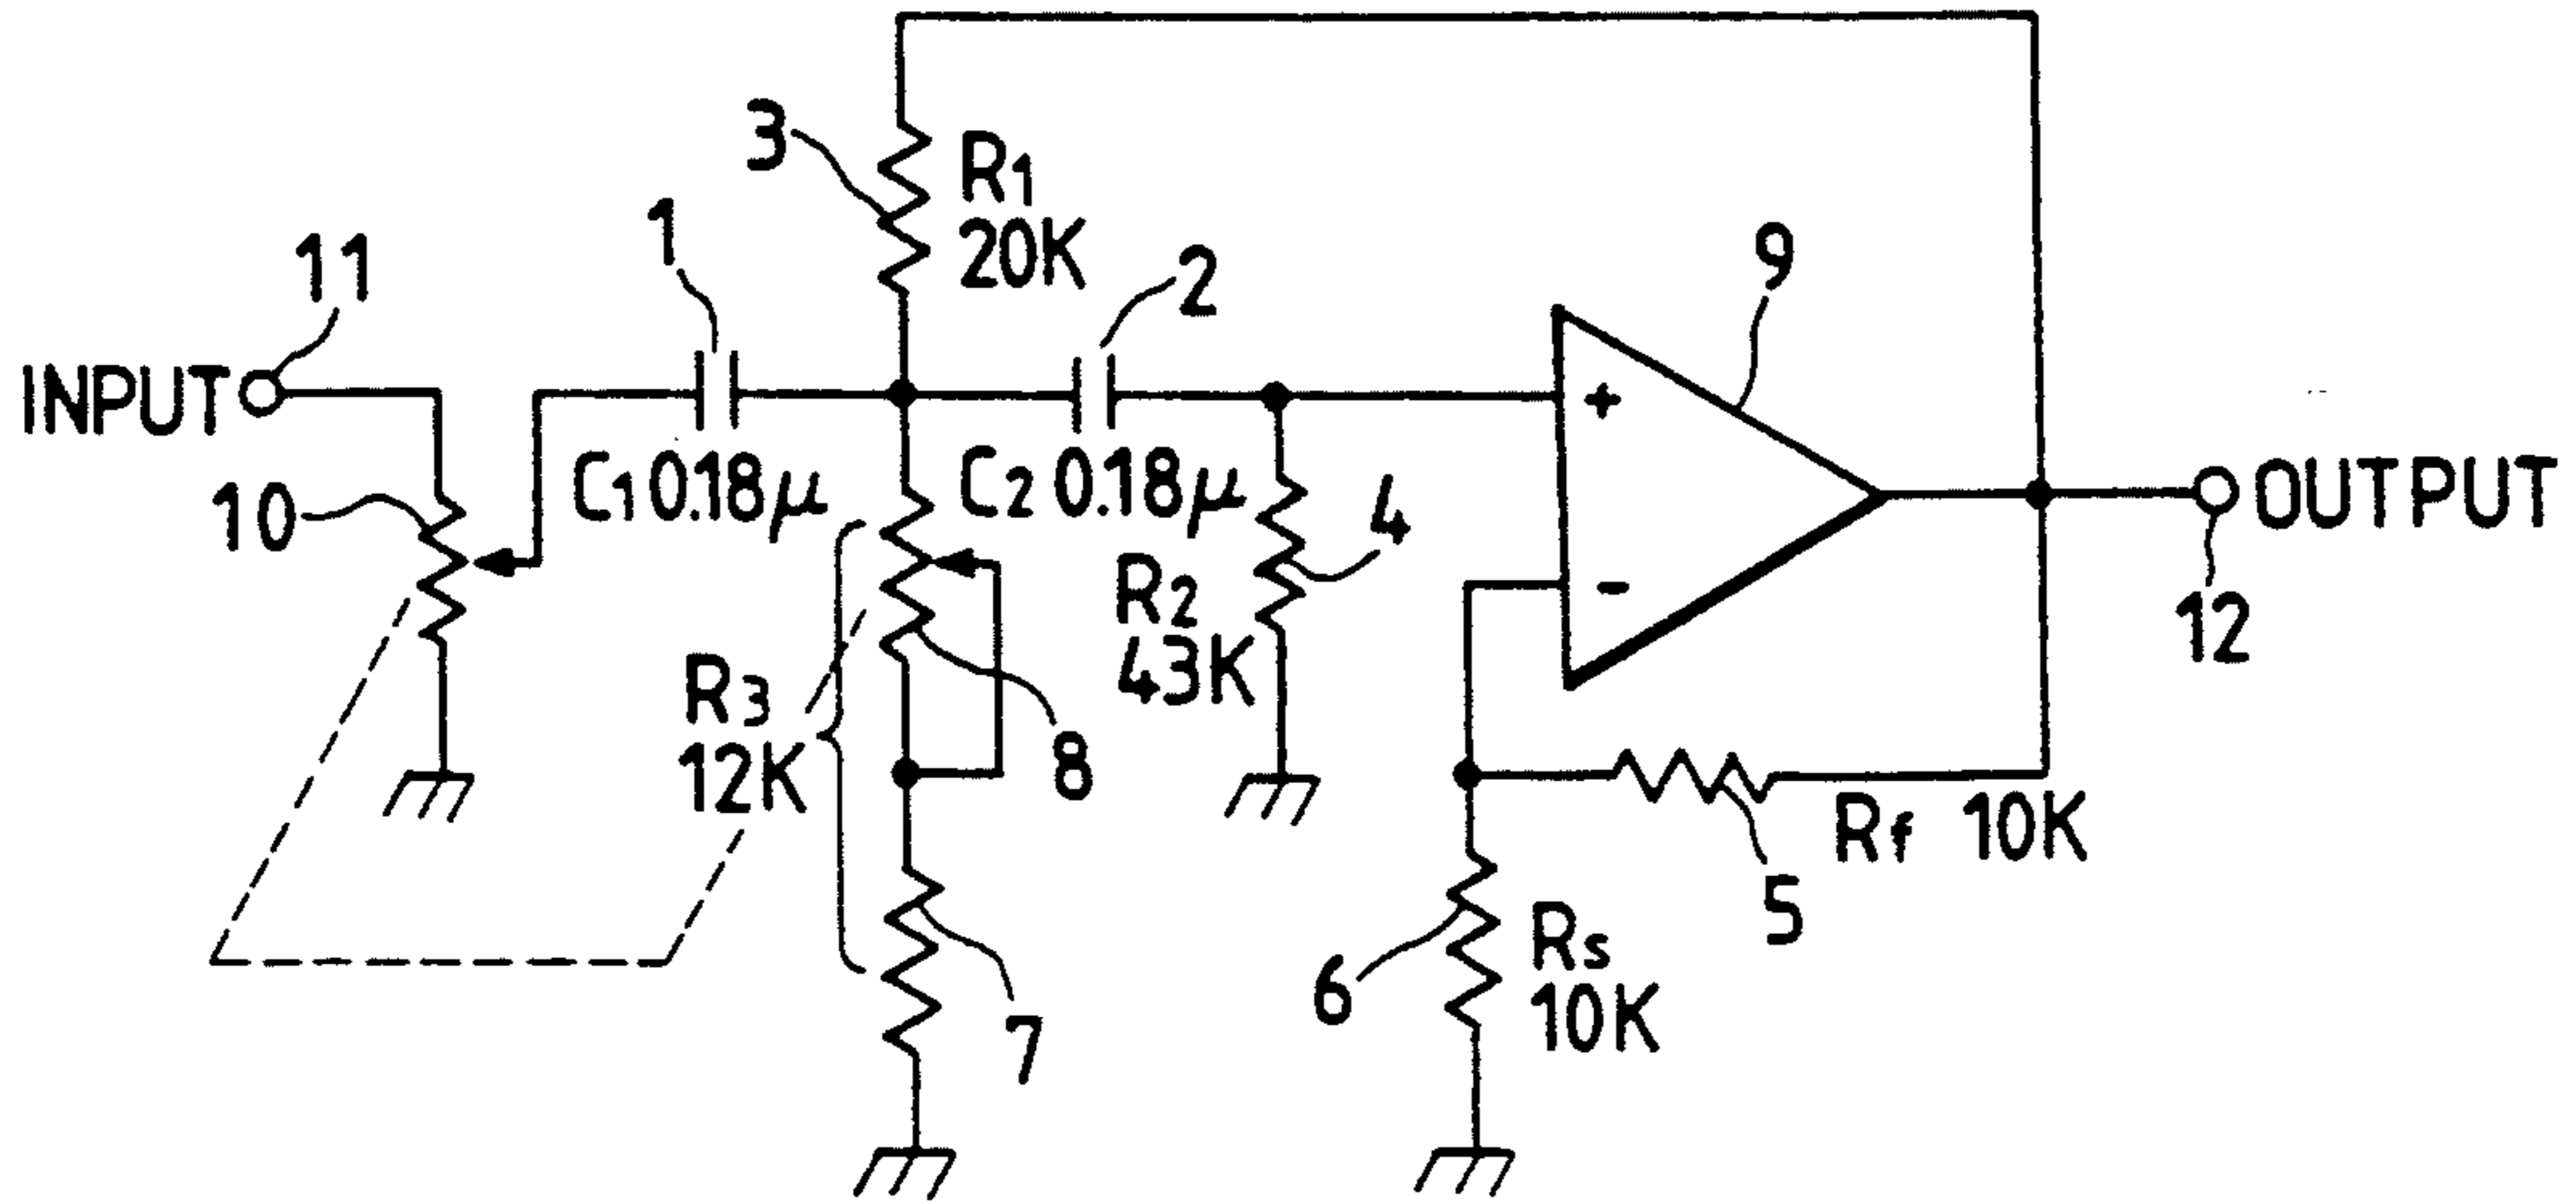 3
R1
20K
1
11
2
9
INPUT
+
C1 0.18μ
C2 0.18μ
10
4
OUTPUT
R2
43K
-
12
R3
12K
8
Rf 10K
5
6
Rs
10K
7